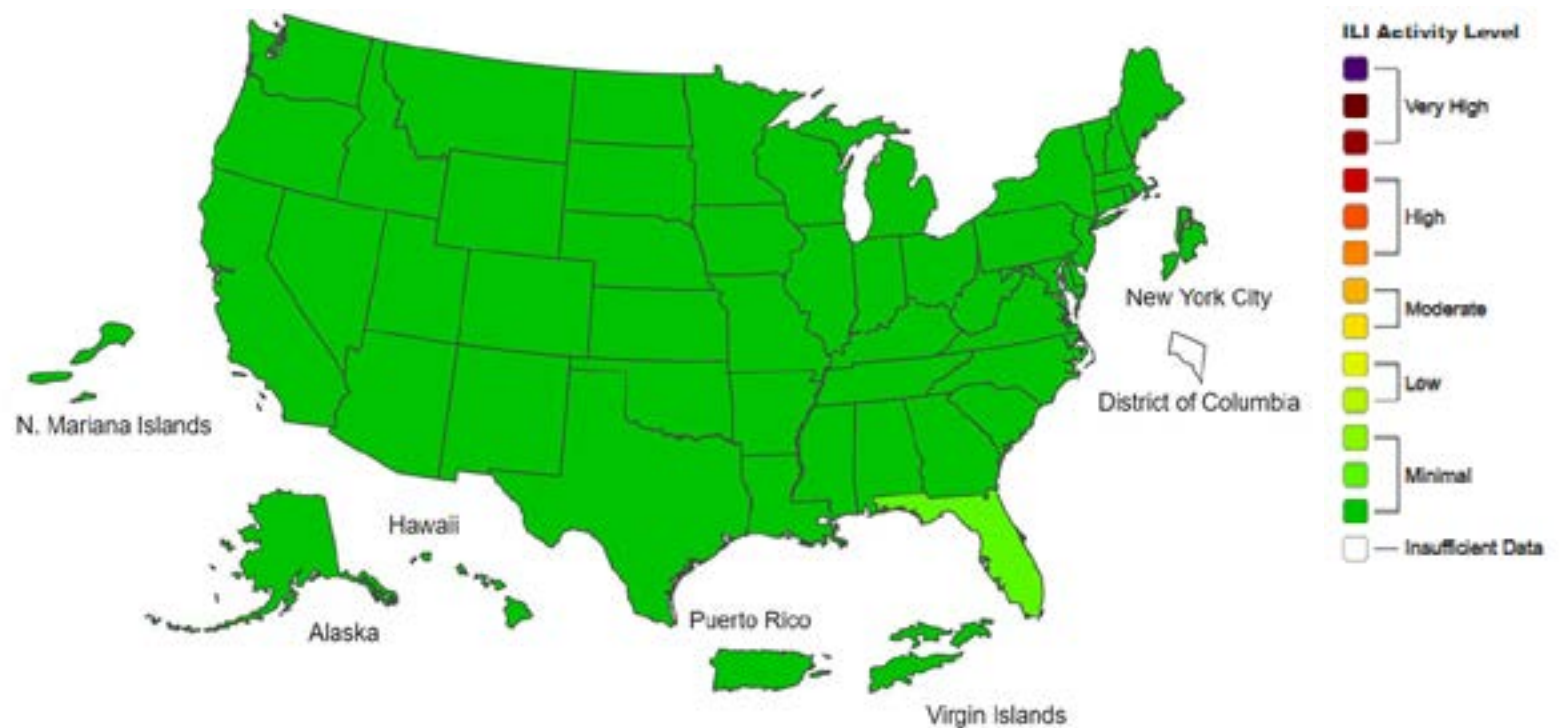 ILI Activity Level
Very High
High
Moderate
Low
Minimal
Insufficient Data
New York City
District of Columbia
N. Mariana Islands
Hawaii
Alaska
Puerto Rico
Virgin Islands